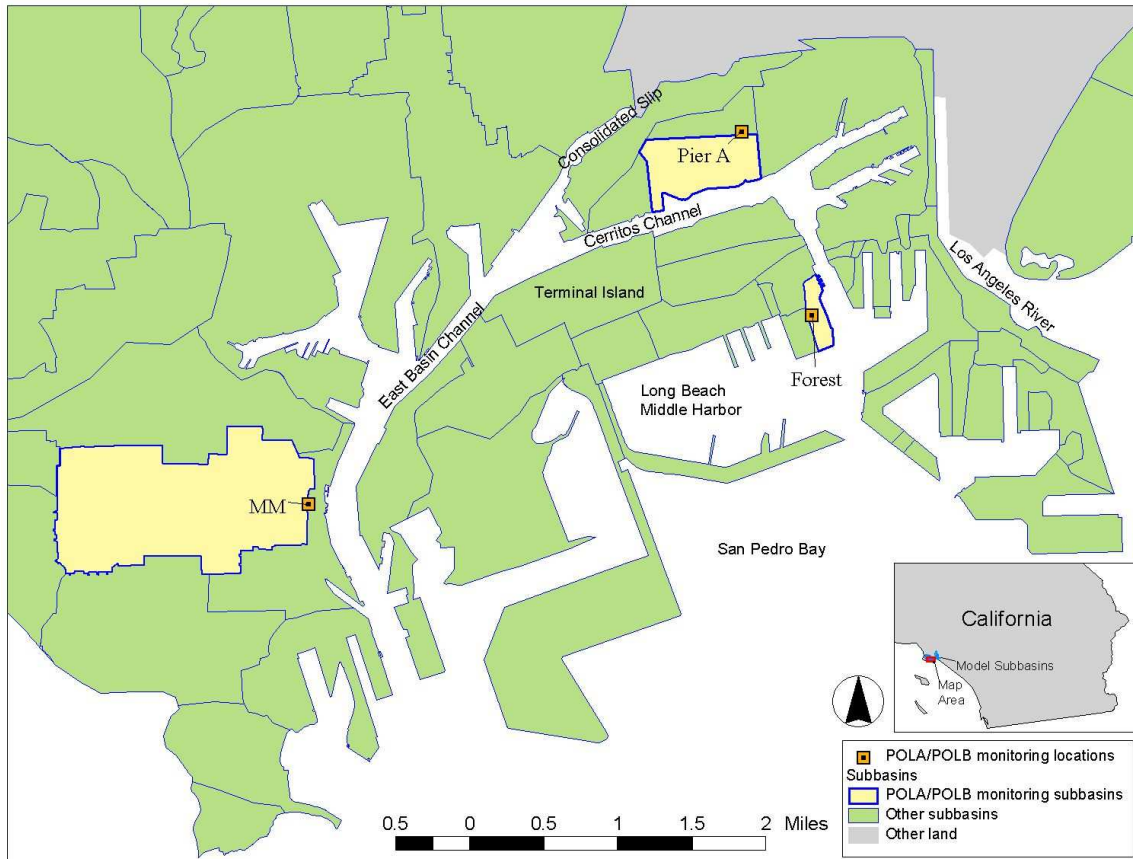 Consolidated Slip
Pier A
Cerritos Channel
Los Angeles River
Terminal Island
East Basin Channel
Forest
Long Beach
Middle Harbor
MM
San Pedro Bay
California
Model Subbasins
Map
Area
POLA/POLB monitoring locations
Subbasins
POLA/POLB monitoring subbasins
Other subbasins
Other land
0.5 0 0.5 1 1.5 2 Miles